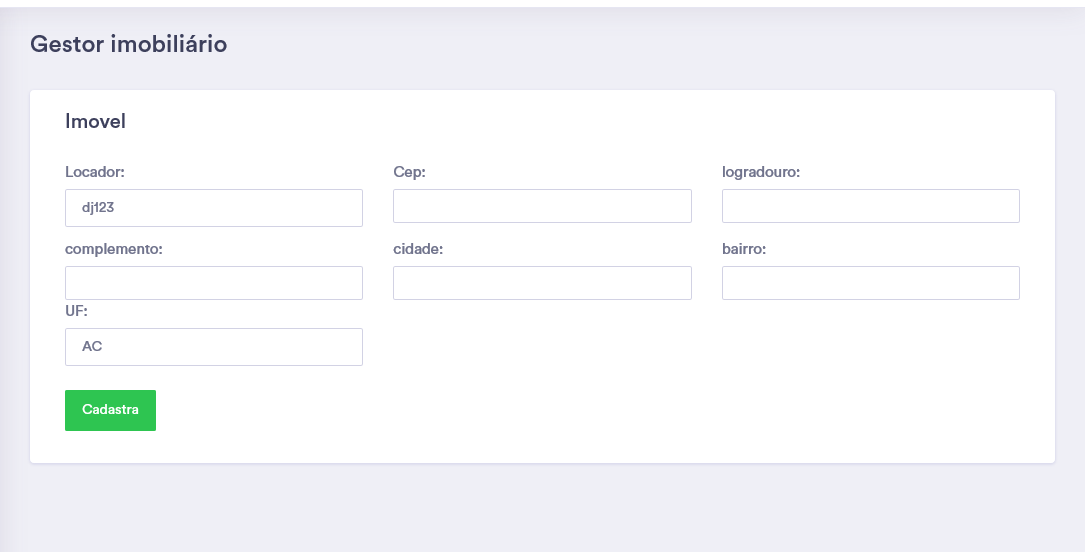 Gestor imobiliário
Imovel
Locador: Cep: logradouro:
dj123
complemento: cidade: bairro:
UF:
AC
Cadastra